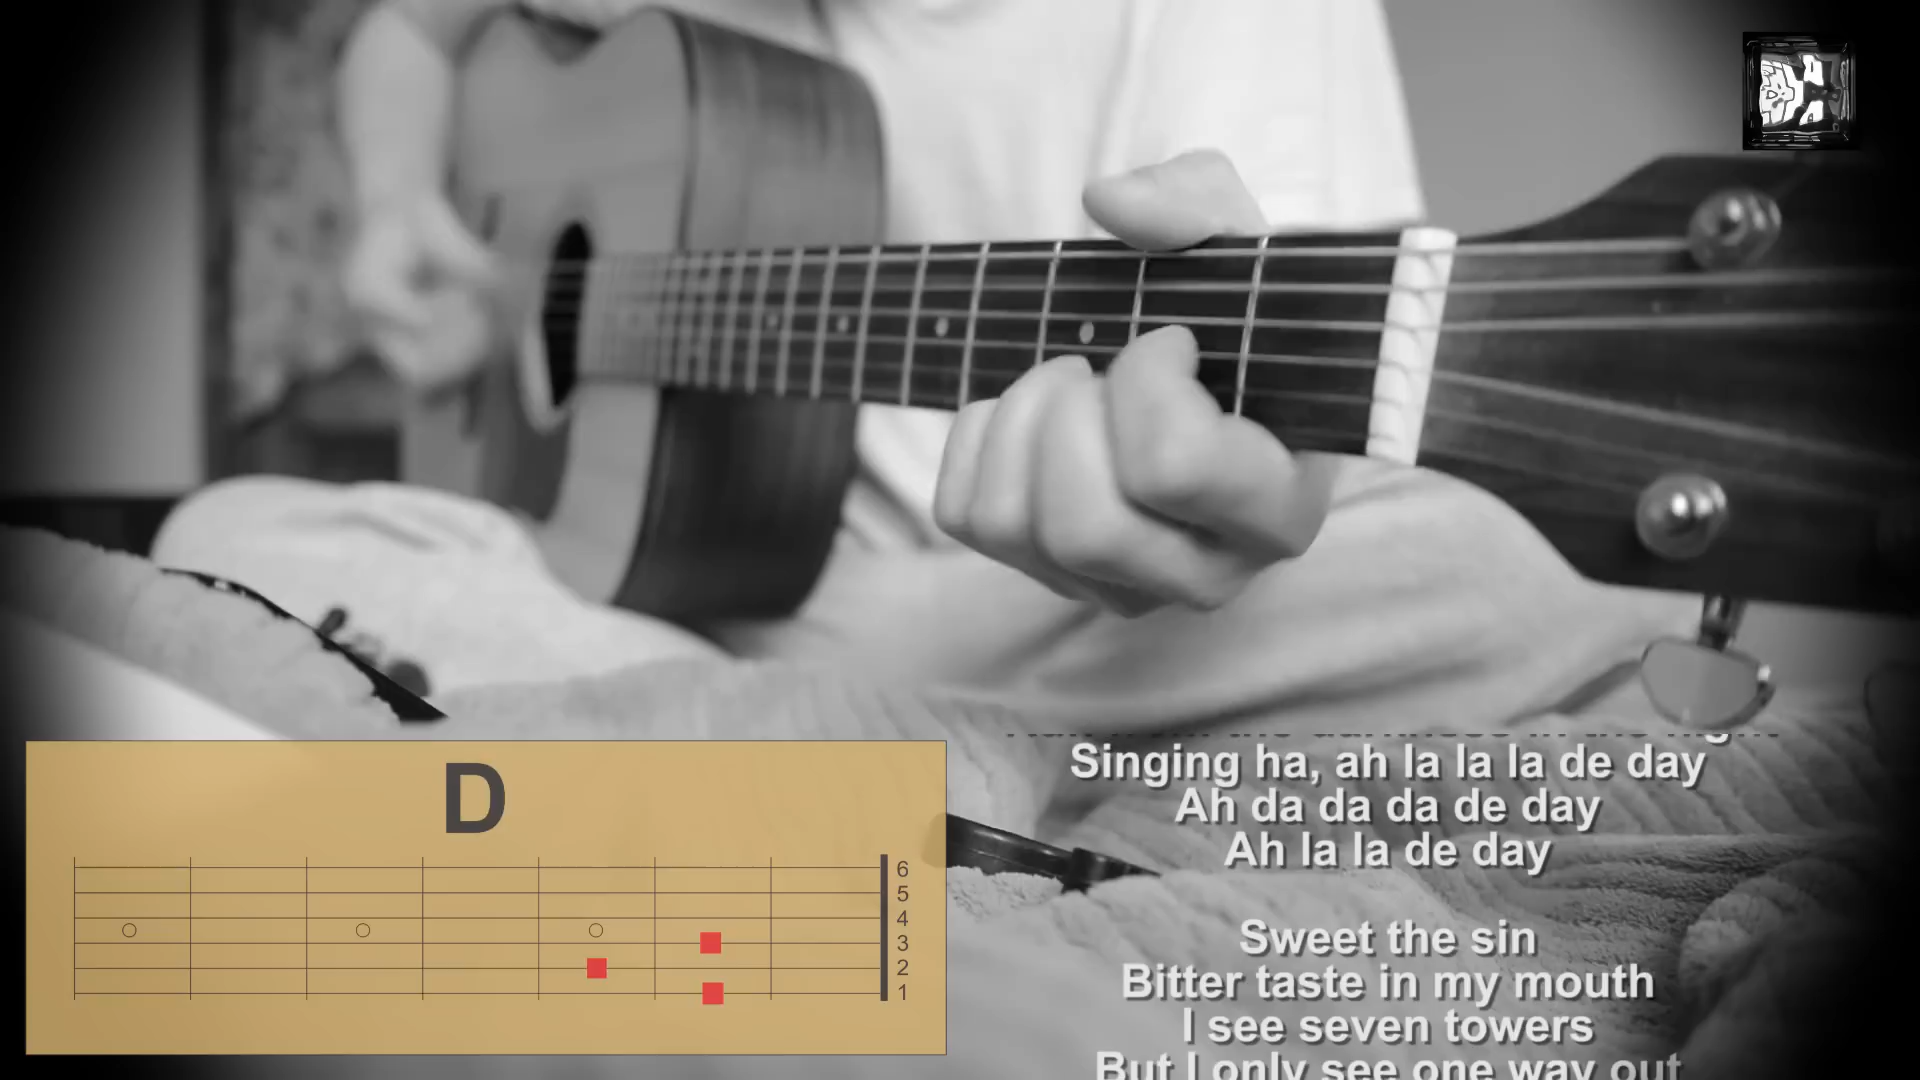 Singing ha, ah la la la de day
Ah da da da de day
Ah la la de day
Sweet the sin
Bitter taste in my mouth
I see seven towers
But I only see one way out
D
6
5
4
3
2
1